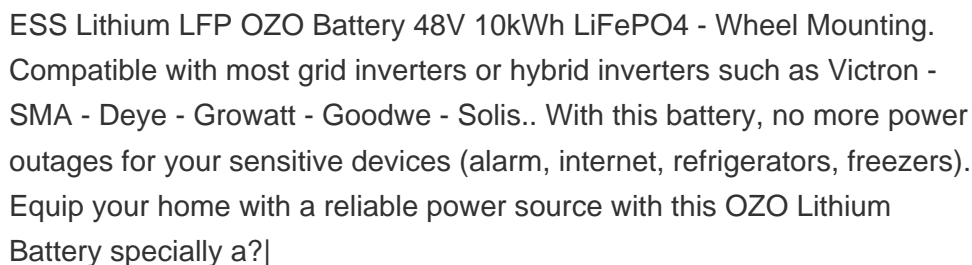 ESS Lithium LFP OZO Battery 48V 10kWh LiFePO4 - Wheel Mounting.
Compatible with most grid inverters or hybrid inverters such as Victron -
SMA - Deye - Growatt - Goodwe - Solis.. With this battery, no more power
outages for your sensitive devices (alarm, internet, refrigerators, freezers).
Equip your home with a reliable power source with this OZO Lithium
Battery specially a?|